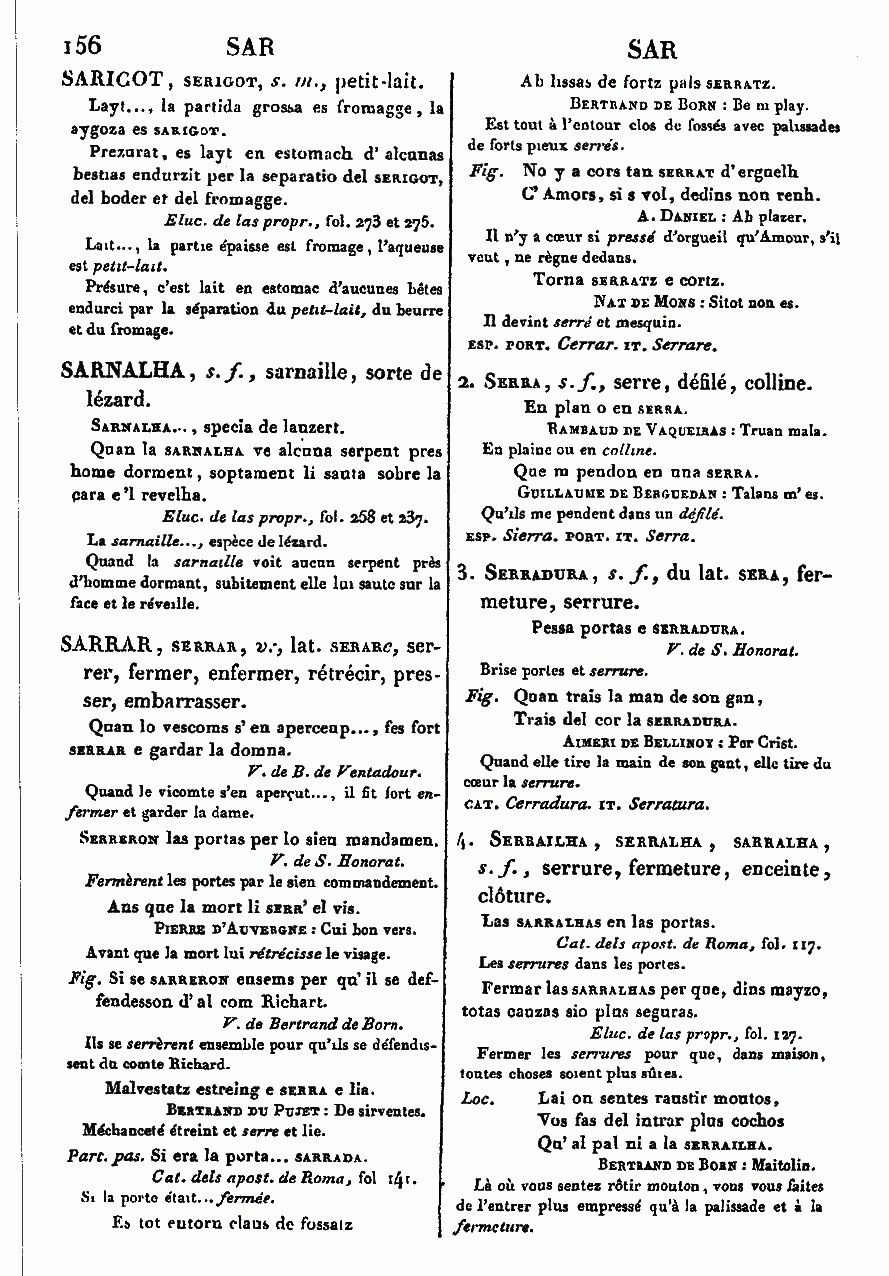 156 SAR
SAR
SARIGOT, SERIGOT, s. m., petit-lait.
Layt..., la partida grossa es fromagge, la
aygoza es SARIGOT.
Prezurat, es layt en estomach d'alcunas
bestias endurzit per la separatio del SERIGOT,
del boder et del fromagge.
Eluc. de las propr., fol. 273 et 275.
Lait..., la partie épaisse est fromage, l'aqueuse
est petit-lait.
Présure, c'est lait en estomac d'aucunes bêtes
endurci par la séparation du petit-lait, du beurre
et du fromage.
SARNALHA, s. f., sarnaille, sorte de
lézard.
SARNALHA..., specia de lanzert.
Quan la SARNALHA ve alcuna serpent pres
home dorment, soptament li sauta sobre la
cara e'l revelha.
Eluc. de las propr., fol. 258 et 237.
La sarnaille..., espèce de lézard.
Quand la sarnaille voit aucun serpent près
d'homme dormant, subitement elle lui saute sur la
face et le réveille.
SARRAR, SERRAR, v., lat. SERARe, ser-
rer, fermer, enfermer, rétrécir, pres-
ser, embarrasser.
Quan lo vescoms s'en aperceup..., fes fort
SERRAR e gardar la domna.
V. de B. de Ventadour.
Quand le vicomte s'en aperçut..., il fit fort en-
fermer et garder la dame.
SERRERON las portas per lo sieu mandamen.
V. de S. Honorat.
Fermèrent les portes par le sien commandement.
Ans que la mort li SERR' el vis.
PIERRE D'AUVERGNE : Cui bon vers.
Avant que la mort lui rétrécisse le visage.
Fig. Si se SARRERON ensems per qu'il se def-
fendesson d'al com Richart.
V. de Bertrand de Born.
Ils se serrèrent ensemble pour qu'ils se défendis-
sent du comte Richard.
Malvestatz estreing e SERRA e lia.
BERTRAND DU PUJET : De sirventes.
Méchanceté étreint et serre et lie.
Part. pas. Si era la porta... SARRADA.
Cat. dels apost. de Roma, fol 141.
Si la porte était...fermée.
Es tot entorn claus de fossatz
Ab lissas de fortz pals SERRATZ.
BERTRAND DE BORN : Be m play.
Est tout à l'entour clos de fossés avec palissades
de forts pieux serrés.
Fig. No y a cors tan SERRAT d'erguelh
C'Amors, si s vol, dedins non renh.
A. DANIEL : Ab plazer.
Il n'y a cœur si pressé d'orgueil qu'Amour, s'il
veut, ne règne dedans.
Torna SERRATZ e cortz.
NAT DE MONS : Sitot non es.
Il devint serré et mesquin.
ESP. PORT. Cerrar. IT. Serrare.
2. SERRA, s. f., serre, défilé, colline.
En plan o en SERRA.
RAMBAUD DE VAQUEIRAS : Truan mala.
En plaine ou en colline.
Que m pendon en una SERRA.
GUILLAUME DE BERGUEDAN : Talans m'es.
Qu'ils me pendent dans un défilé.
ESP. Sierra. PORT. IT. Serra.
3. SERRADURA, s. f., du lat. SERA, fer-
meture, serrure.
Pessa portas e SERRADURA.
V. de S. Honorat.
Brise portes et serrure.
Fig. Quan trais la man de son gan,
Trais del cor la SERRADURA.
AIMERI DE BELLINOY : Per Crist.
Quand elle tire la main de son gant, elle tire du
cœur la serrure.
CAT. Cerradura. IT. Serratura.
4. SERRAILHA, SERRALHA, SARRALHA,
s. f., serrure, fermeture, enceinte,
clôture.
Las SARRALHAS en las portas.
Cat. dels apost. de Roma, fol. 117.
Les serrures dans les portes.
Fermar las SARRALHAS per que, dins mayzo,
totas cauzas sio plus seguras.
Eluc. de las propr., fol. 127.
Fermer les serrures pour que, dans maison,
toutes choses soient plus sûres.
Loc. Lai on sentes raustir moutos,
Vos fas del intrar plus cochos
Qu'al pal ni a la SERRAILHA.
BERTRAND DE BORN : Maitolin.
Là où vous sentez rôtir mouton, vous vous faites
de l'entrer plus empressé qu'à la palissade et à la
fermeture.